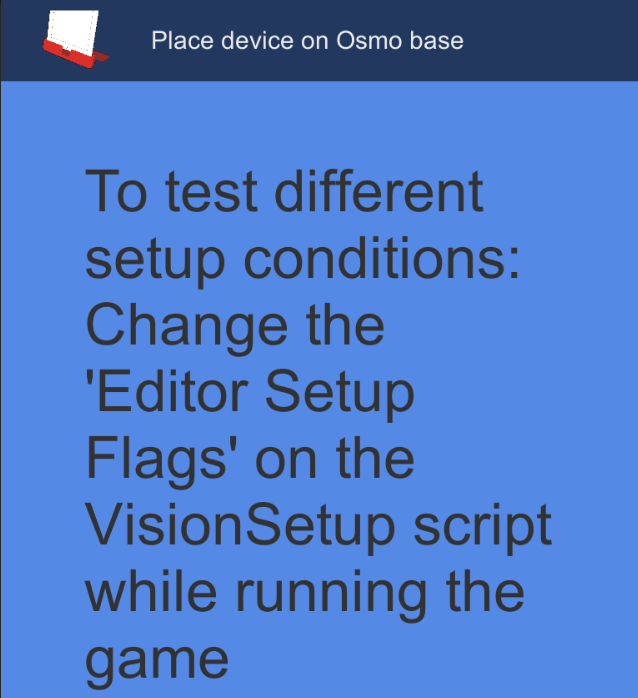 Place device on Osmo base
To test different
setup conditions:
Change the
'Editor Setup
Flags' on the
VisionSetup script
while running the
game